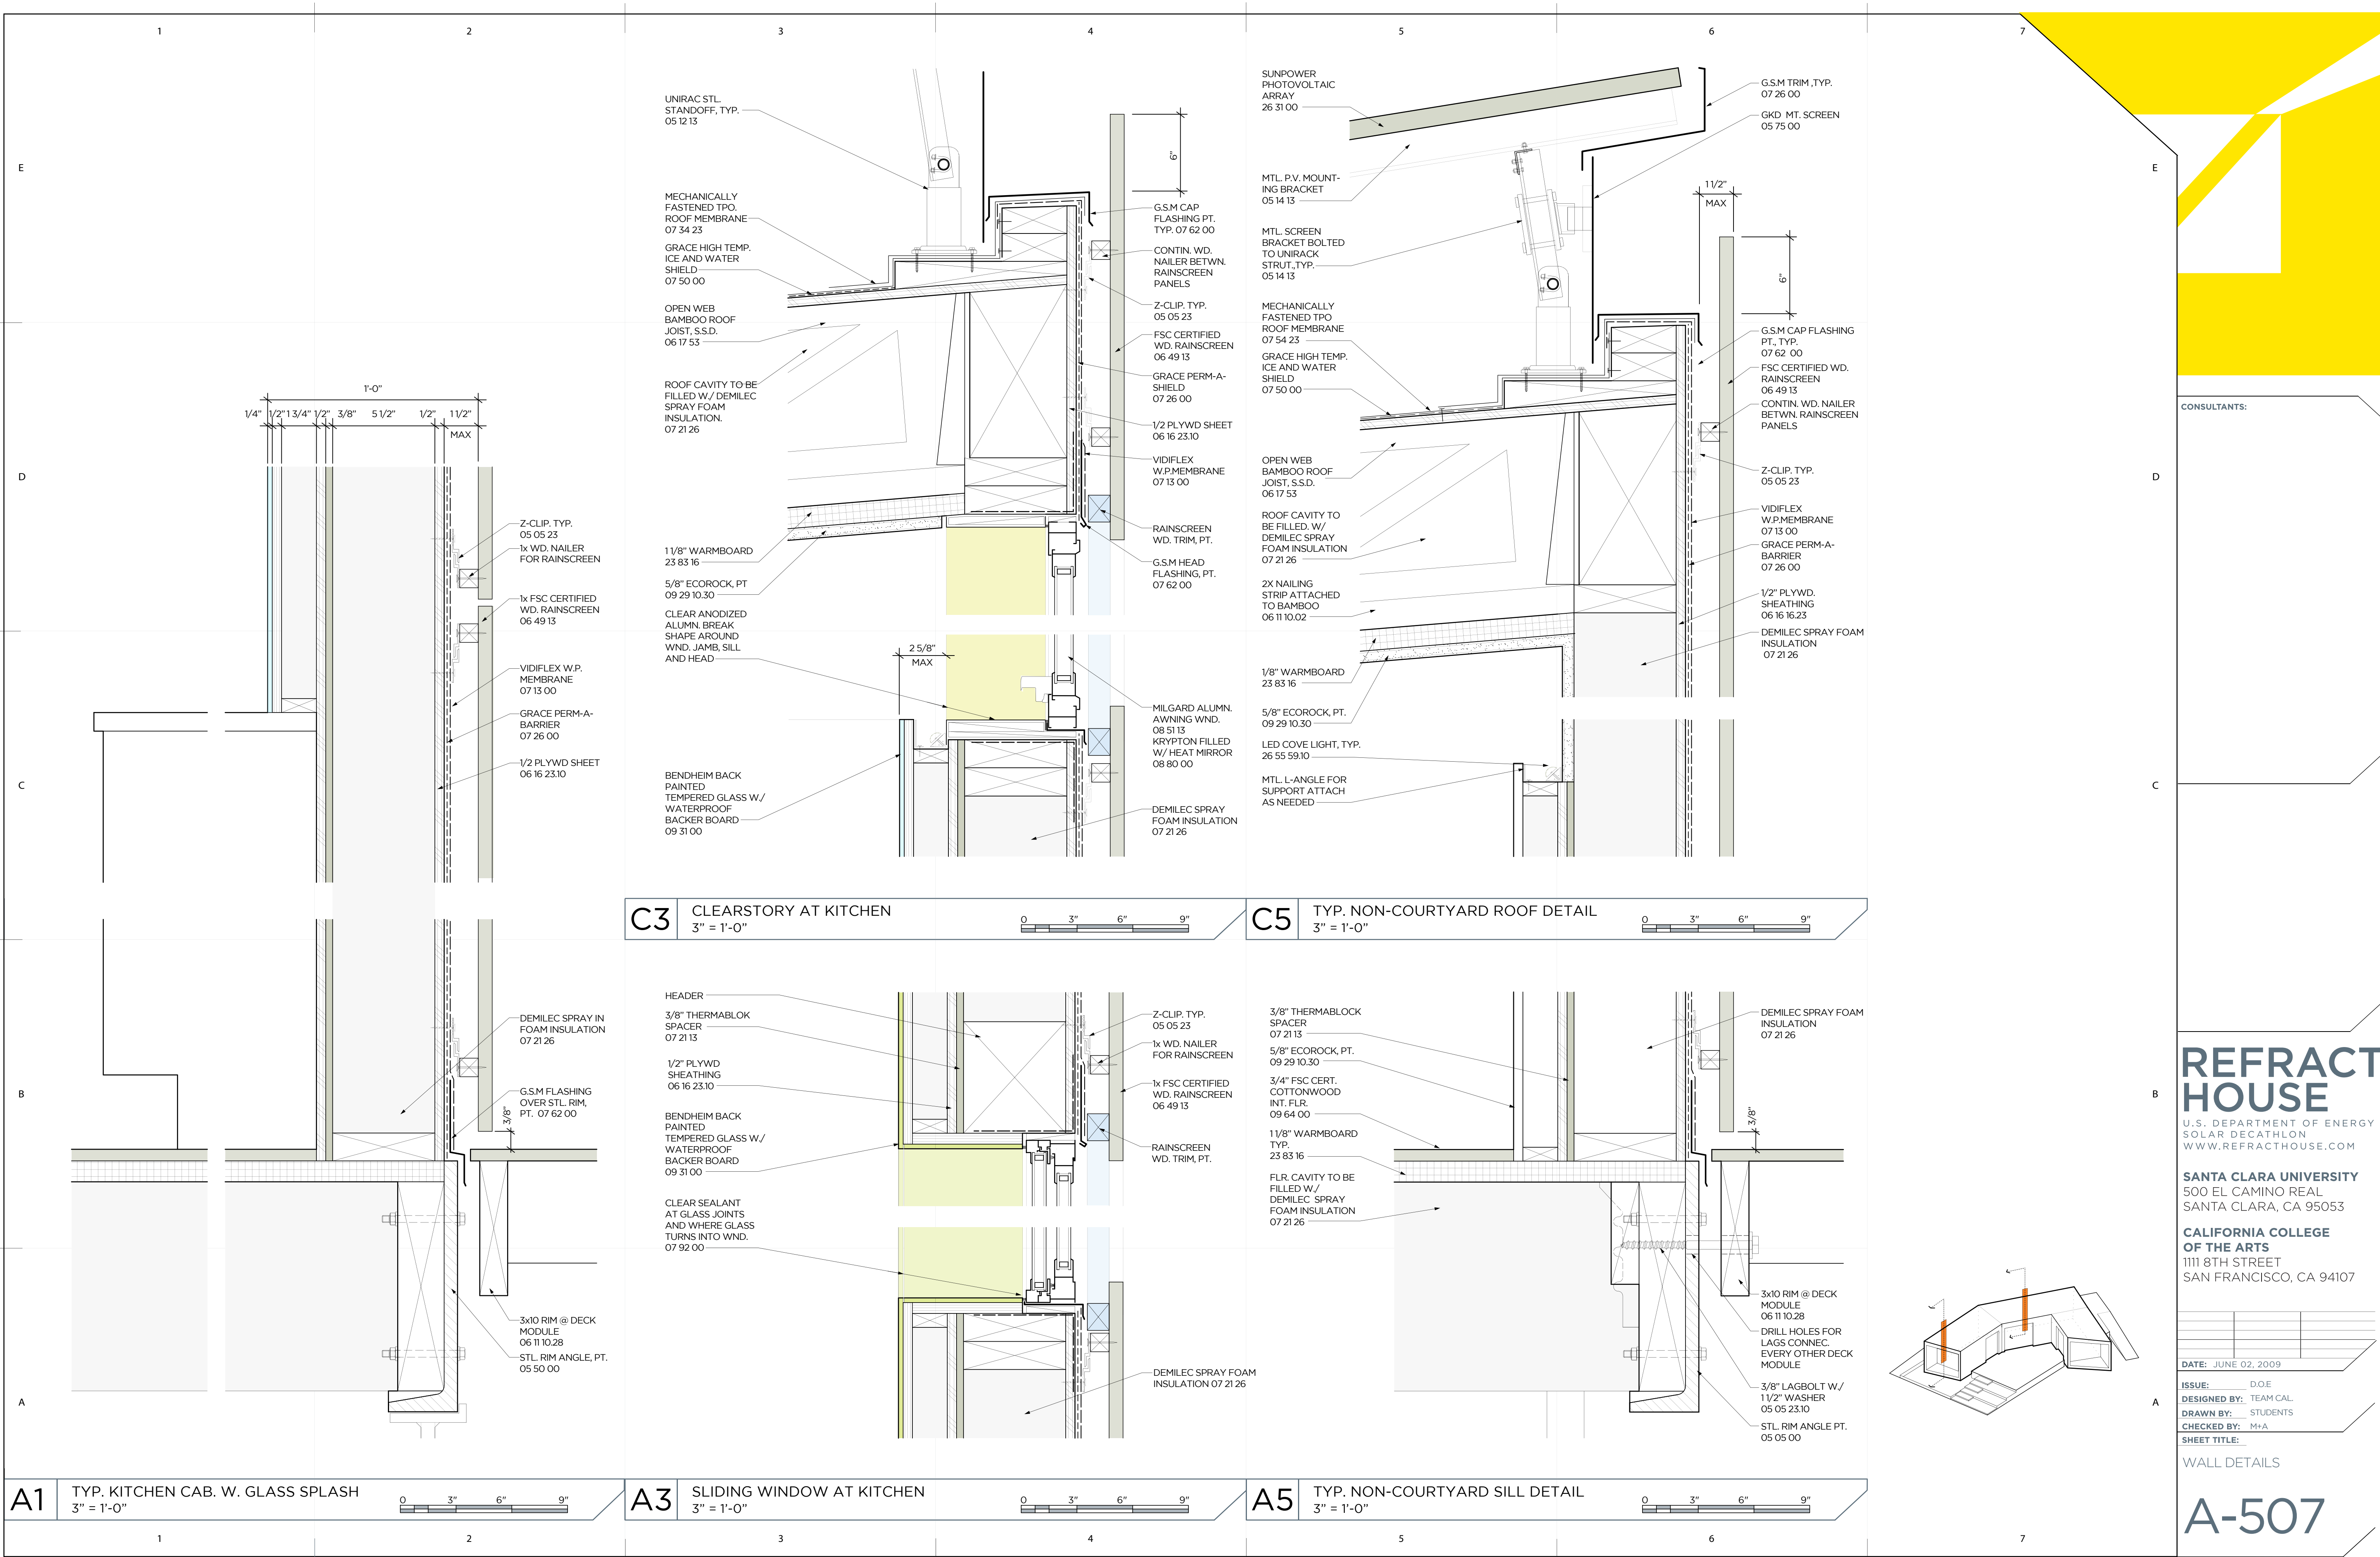 1
2
3
4
5
6
7
E
D
C
B
A
1'-0"
1/4"
1/2"
1 3/4"
1/2"
3/8"
5 1/2"
1/2"
1 1/2"
MAX
Z-CLIP. TYP.
05 05 23
1x WD. NAILER
FOR RAINSCREEN
1x FSC CERTIFIED
WD. RAINSCREEN
06 49 13
VIDIFLEX W.P.
MEMBRANE
07 13 00
GRACE PERM-A-
BARRIER
07 26 00
1/2 PLYWD SHEET
06 16 23.10
DEMILEC SPRAY IN
FOAM INSULATION
07 21 26
G.S.M FLASHING
OVER STL. RIM,
PT. 07 62 00
3/8"
3x10 RIM @ DECK
MODULE
06 11 10.28
STL. RIM ANGLE, PT.
05 50 00
A1
TYP. KITCHEN CAB. W. GLASS SPLASH
3" = 1'-0"
0 3" 6" 9"
UNIRAC STL.
STANDOFF, TYP.
05 12 13
MECHANICALLY
FASTENED TPO.
ROOF MEMBRANE
07 34 23
GRACE HIGH TEMP.
ICE AND WATER
SHIELD
07 50 00
OPEN WEB
BAMBOO ROOF
JOIST, S.S.D.
06 17 53
ROOF CAVITY TO BE
FILLED W./ DEMILEC
SPRAY FOAM
INSULATION.
07 21 26
1 1/8" WARMBOARD
23 83 16
5/8" ECOROCK, PT
09 29 10.30
CLEAR ANODIZED
ALUMN. BREAK
SHAPE AROUND
WND. JAMB, SILL
AND HEAD
2 5/8"
MAX
BENDHEIM BACK
PAINTED
TEMPERED GLASS W./
WATERPROOF
BACKER BOARD
09 31 00
6"
G.S.M CAP
FLASHING PT.
TYP. 07 62 00
CONTIN. WD.
NAILER BETWN.
RAINSCREEN
PANELS
Z-CLIP. TYP.
05 05 23
FSC CERTIFIED
WD. RAINSCREEN
06 49 13
GRACE PERM-A-
SHIELD
07 26 00
1/2 PLYWD SHEET
06 16 23.10
VIDIFLEX
W.P.MEMBRANE
07 13 00
RAINSCREEN
WD. TRIM, PT.
G.S.M HEAD
FLASHING, PT.
07 62 00
MILGARD ALUMN.
AWNING WND.
08 51 13
KRYPTON FILLED
W/ HEAT MIRROR
08 80 00
DEMILEC SPRAY
FOAM INSULATION
07 21 26
C3
CLEARSTORY AT KITCHEN
3" = 1'-0"
0 3" 6" 9"
SUNPOWER
PHOTOVOLTAIC
ARRAY
26 31 00
MTL. P.V. MOUNT-
ING BRACKET
05 14 13
MTL. SCREEN
BRACKET BOLTED
TO UNIRACK
STRUT.,TYP.
05 14 13
MECHANICALLY
FASTENED TPO
ROOF MEMBRANE
07 54 23
GRACE HIGH TEMP.
ICE AND WATER
SHIELD
07 50 00
OPEN WEB
BAMBOO ROOF
JOIST, S.S.D.
06 17 53
ROOF CAVITY TO
BE FILLED. W/
DEMILEC SPRAY
FOAM INSULATION
07 21 26
2X NAILING
STRIP ATTACHED
TO BAMBOO
06 11 10.02
1/8" WARMBOARD
23 83 16
5/8" ECOROCK, PT.
09 29 10.30
LED COVE LIGHT, TYP.
26 55 59.10
MTL. L-ANGLE FOR
SUPPORT ATTACH
AS NEEDED
G.S.M TRIM ,TYP.
07 26 00
GKD MT. SCREEN
05 75 00
1 1/2"
MAX
6"
G.S.M CAP FLASHING
PT., TYP.
07 62 00
FSC CERTIFIED WD.
RAINSCREEN
06 49 13
CONTIN. WD. NAILER
BETWN. RAINSCREEN
PANELS
Z-CLIP. TYP.
05 05 23
VIDIFLEX
W.P.MEMBRANE
07 13 00
GRACE PERM-A-
BARRIER
07 26 00
1/2" PLYWD.
SHEATHING
06 16 16.23
DEMILEC SPRAY FOAM
INSULATION
07 21 26
C5
TYP. NON-COURTYARD ROOF DETAIL
3" = 1'-0"
0 3" 6" 9"
HEADER
3/8" THERMABLOK
SPACER
07 21 13
1/2" PLYWD
SHEATHING
06 16 23.10
BENDHEIM BACK
PAINTED
TEMPERED GLASS W./
WATERPROOF
BACKER BOARD
09 31 00
CLEAR SEALANT
AT GLASS JOINTS
AND WHERE GLASS
TURNS INTO WND.
07 92 00
Z-CLIP. TYP.
05 05 23
1x WD. NAILER
FOR RAINSCREEN
1x FSC CERTIFIED
WD. RAINSCREEN
06 49 13
RAINSCREEN
WD. TRIM, PT.
DEMILEC SPRAY FOAM
INSULATION 07 21 26
A3
SLIDING WINDOW AT KITCHEN
3" = 1'-0"
0 3" 6" 9"
3/8" THERMABLOCK
SPACER
07 21 13
5/8" ECOROCK, PT.
09 29 10.30
3/4" FSC CERT.
COTTONWOOD
INT. FLR.
09 64 00
1 1/8" WARMBOARD
TYP.
23 83 16
FLR. CAVITY TO BE
FILLED W./
DEMILEC SPRAY
FOAM INSULATION
07 21 26
DEMILEC SPRAY FOAM
INSULATION
07 21 26
3/8"
3x10 RIM @ DECK
MODULE
06 11 10.28
DRILL HOLES FOR
LAGS CONNEC.
EVERY OTHER DECK
MODULE
3/8" LAGBOLT W./
1 1/2" WASHER
05 05 23.10
STL. RIM ANGLE PT.
05 05 00
A5
TYP. NON-COURTYARD SILL DETAIL
3" = 1'-0"
0 3" 6" 9"
E
D
C
B
A
1
2
3
4
5
6
7
CONSULTANTS:
REFRACT
HOUSE
U.S. DEPARTMENT OF ENERGY
SOLAR DECATHLON
WWW.REFRACTHOUSE.COM
SANTA CLARA UNIVERSITY
500 EL CAMINO REAL
SANTA CLARA, CA 95053
CALIFORNIA COLLEGE
OF THE ARTS
1111 8TH STREET
SAN FRANCISCO, CA 94107
DATE: JUNE 02, 2009
ISSUE: D.O.E
DESIGNED BY: TEAM CAL.
DRAWN BY: STUDENTS
CHECKED BY: M+A
SHEET TITLE:
WALL DETAILS
A-507